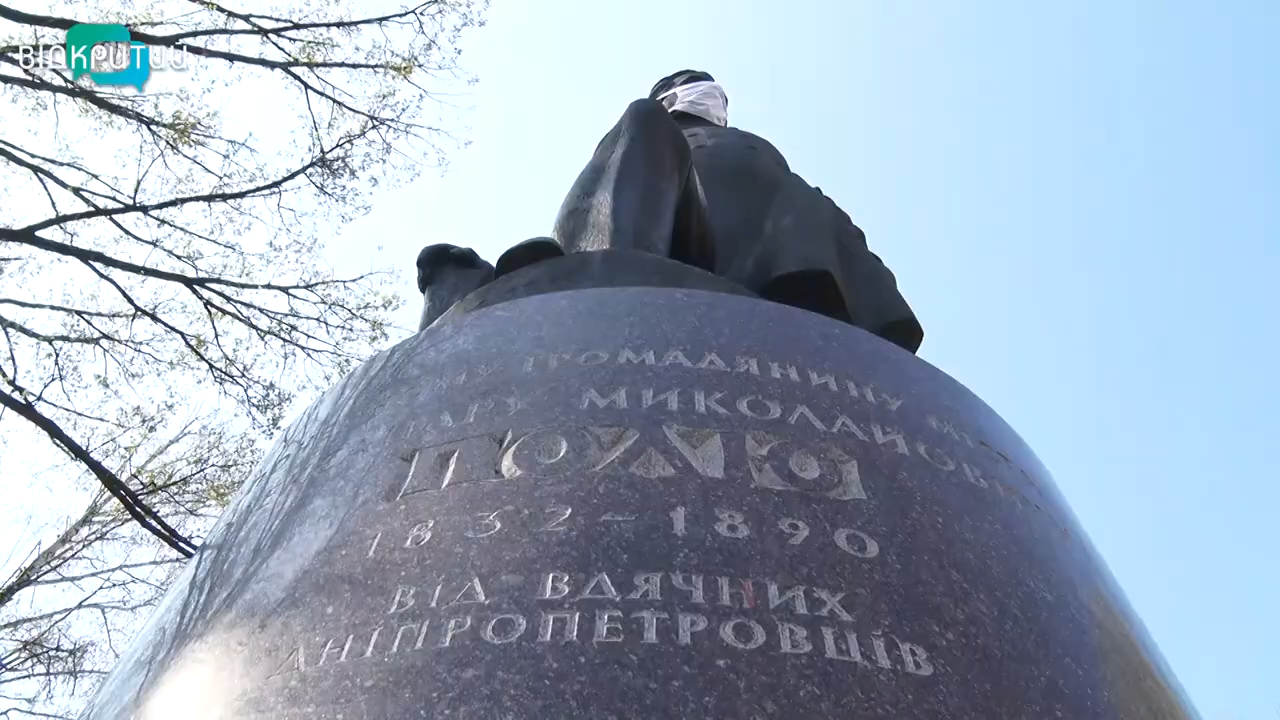 ВІДКРИТИЙ
ГРОМАДЯНИНУ
МИКОЛАЙОВИЧУ
ПОЛЮ
1832-1890
ВІД ВДЯЧНИХ
ДНІПРОПЕТРОВЦІВ